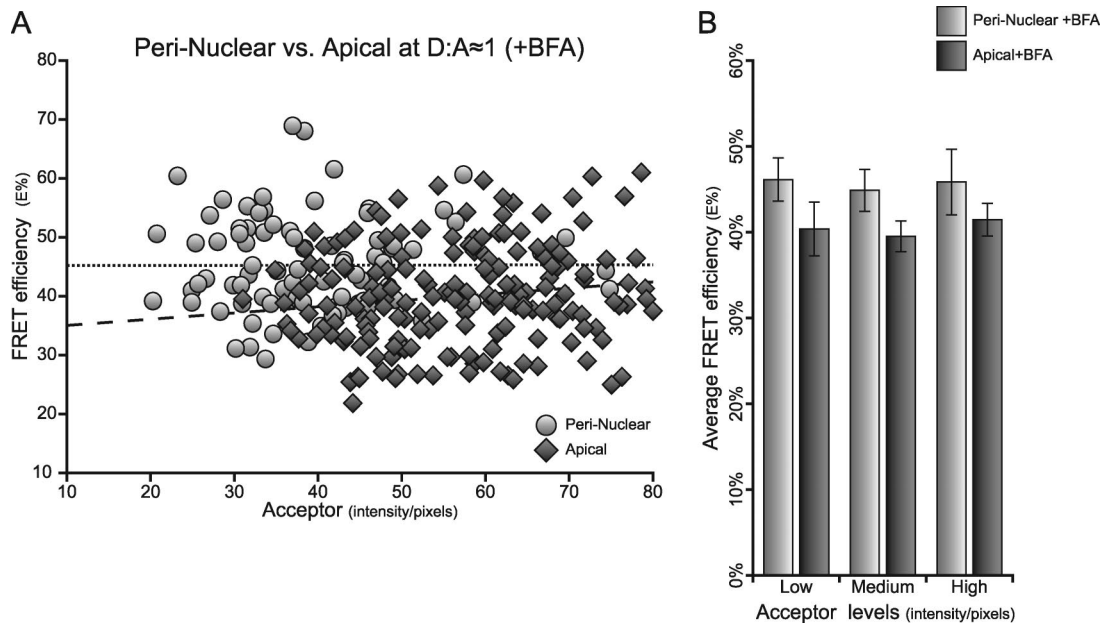 A
Peri-Nuclear vs. Apical at D:A≈1 (+BFA)
FRET efficiency (E%)
80
70
60
50
40
30
20
10
10 20 30 40 50 60 70 80
Acceptor (intensity/pixels)
Peri-Nuclear
Apical
B
Peri-Nuclear +BFA
Apical+BFA
Average FRET efficiency (E%)
60%
50%
40%
30%
20%
10%
0%
Low Medium High
Acceptor levels (intensity/pixels)